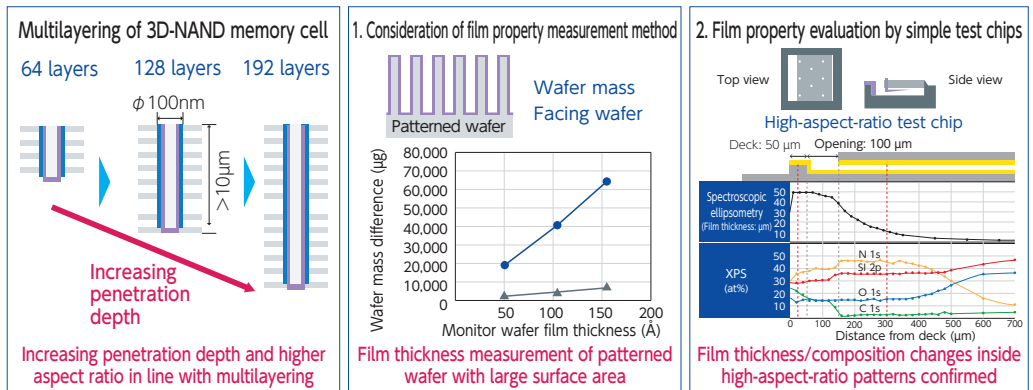 Multilayering of 3D-NAND memory cell
64 layers
128 layers
192 layers
ϕ 100nm
>10μm
Increasing
penetration
depth
Increasing penetration depth and higher
aspect ratio in line with multilayering
1. Consideration of film property measurement method
Wafer mass
Facing wafer
Patterned wafer
Wafer mass difference (μg)
80,000
70,000
60,000
50,000
40,000
30,000
20,000
10,000
0
0
50
100
150
200
Monitor wafer film thickness (Å)
Film thickness measurement of patterned
wafer with large surface area
2. Film property evaluation by simple test chips
Top view
Side view
High-aspect-ratio test chip
Deck: 50 μm
Opening: 100 μm
Spectroscopic
ellipsometry
(Film thickness: μm)
50
40
30
20
10
XPS
(at%)
50
40
30
20
10
N 1s
SI 2p
O 1s
C 1s
0
100
200
300
400
500
600
700
Distance from deck (μm)
Film thickness/composition changes inside
high-aspect-ratio patterns confirmed